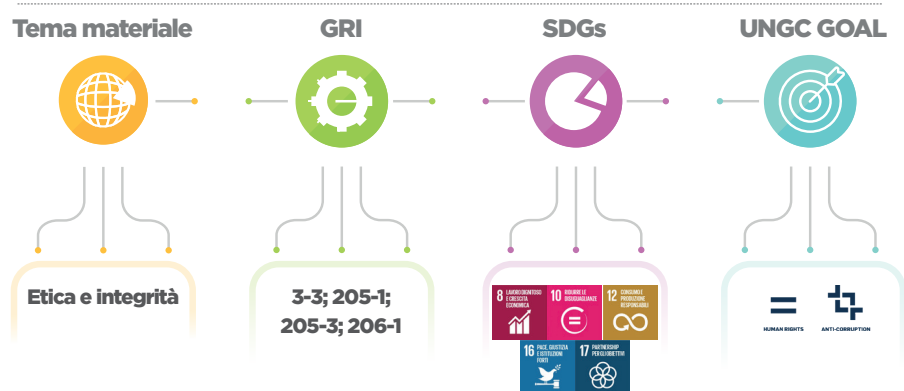 Tema materiale
GRI
SDGs
UNGC GOAL
Etica e integrità
3-3; 205-1;
205-3; 206-1
8 LAVORO DIGNITOSO
E CRESCITA
ECONOMICA
10 RIDURRE LE
DISUGUAGLIANZE
12 CONSUMO E
PRODUZIONE
RESPONSABILI
16 PACE, GIUSTIZIA
E ISTITUZIONI
FORTI
17 PARTNERSHIP
PER GLI OBIETTIVI
HUMAN RIGHTS
ANTI-CORRUPTION